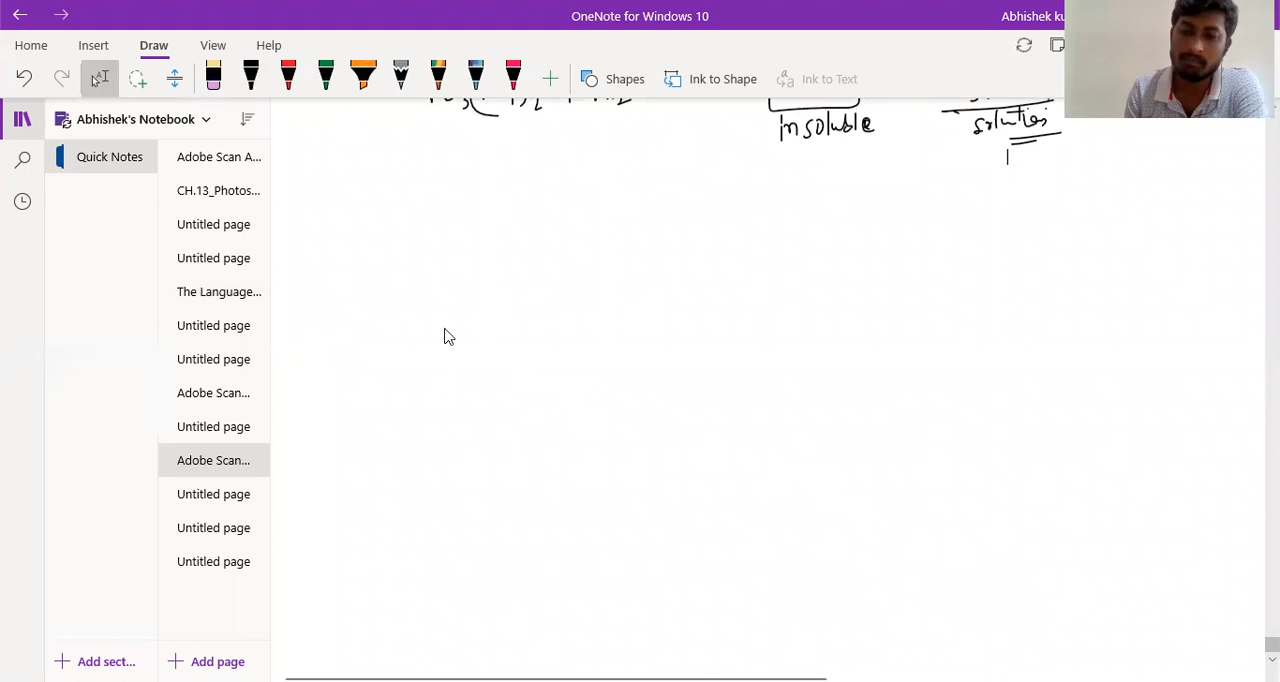 OneNote for Windows 10
Abhishek ku
Home Insert Draw View Help
Shapes Ink to Shape Ink to Text
Abhishek's Notebook
Quick Notes
Adobe Scan A...
CH.13_Photos...
Untitled page
Untitled page
The Language...
Untitled page
Untitled page
Adobe Scan...
Untitled page
Adobe Scan...
Untitled page
Untitled page
Untitled page
Add sect... Add page
insoluble